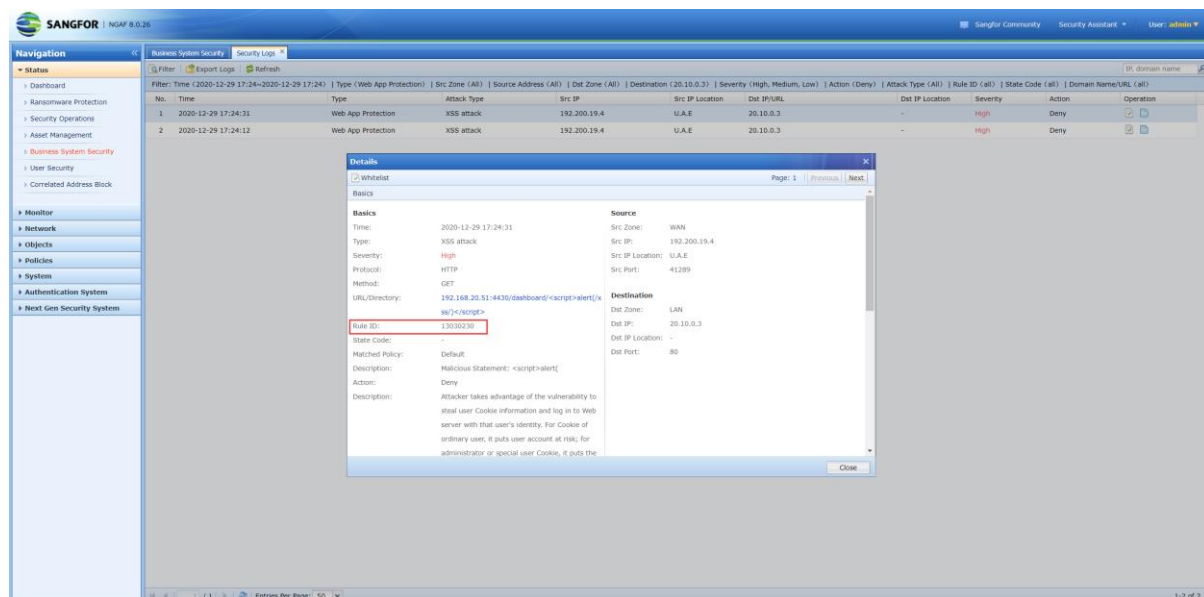 SANGFOR | NGAF 8.0.26
Sangfor Community Security Assistant User: admin
Navigation
Business System Security Security Logs
Status
Filter Export Logs Refresh
IP, domain name
Dashboard
Filter: Time (2020-12-29 17:24~2020-12-29 17:24) | Type (Web App Protection) | Src Zone (All) | Source Address (All) | Dst Zone (All) | Destination (20.10.0.3) | Severity (High, Medium, Low) | Action (Deny) | Attack Type (All) | Rule ID (all) | State Code (all) | Domain Name/URL (all)
Ransomware Protection
No. Time Type Attack Type Src IP Src IP Location Dst IP/URL Dst IP Location Severity Action Operation
Security Operations
1 2020-12-29 17:24:31 Web App Protection XSS attack 192.200.19.4 U.A.E 20.10.0.3 - High Deny
Asset Management
2 2020-12-29 17:24:12 Web App Protection XSS attack 192.200.19.4 U.A.E 20.10.0.3 - High Deny
Business System Security
User Security
Correlated Address Block
Monitor
Network
Objects
Policies
System
Authentication System
Next Gen Security System
Details
Whitelist Page: 1 Previous Next
Basics
Basics
Time: 2020-12-29 17:24:31
Type: XSS attack
Severity: High
Protocol: HTTP
Method: GET
URL/Directory: 192.168.20.51:4430/dashboard/<script>alert(/x
ss/)</script>
Rule ID: 13030230
State Code: -
Matched Policy: Default
Description: Malicious Statement: <script>alert(
Action: Deny
Description: Attacker takes advantage of the vulnerability to
steal user Cookie information and log in to Web
server with that user's identity. For Cookie of
ordinary user, it puts user account at risk; for
administrator or special user Cookie, it puts the
Source
Src Zone: WAN
Src IP: 192.200.19.4
Src IP Location: U.A.E
Src Port: 41289
Destination
Dst Zone: LAN
Dst IP: 20.10.0.3
Dst IP Location: -
Dst Port: 80
Close
1 / 1 Entries Per Page: 50 1-2 of 2